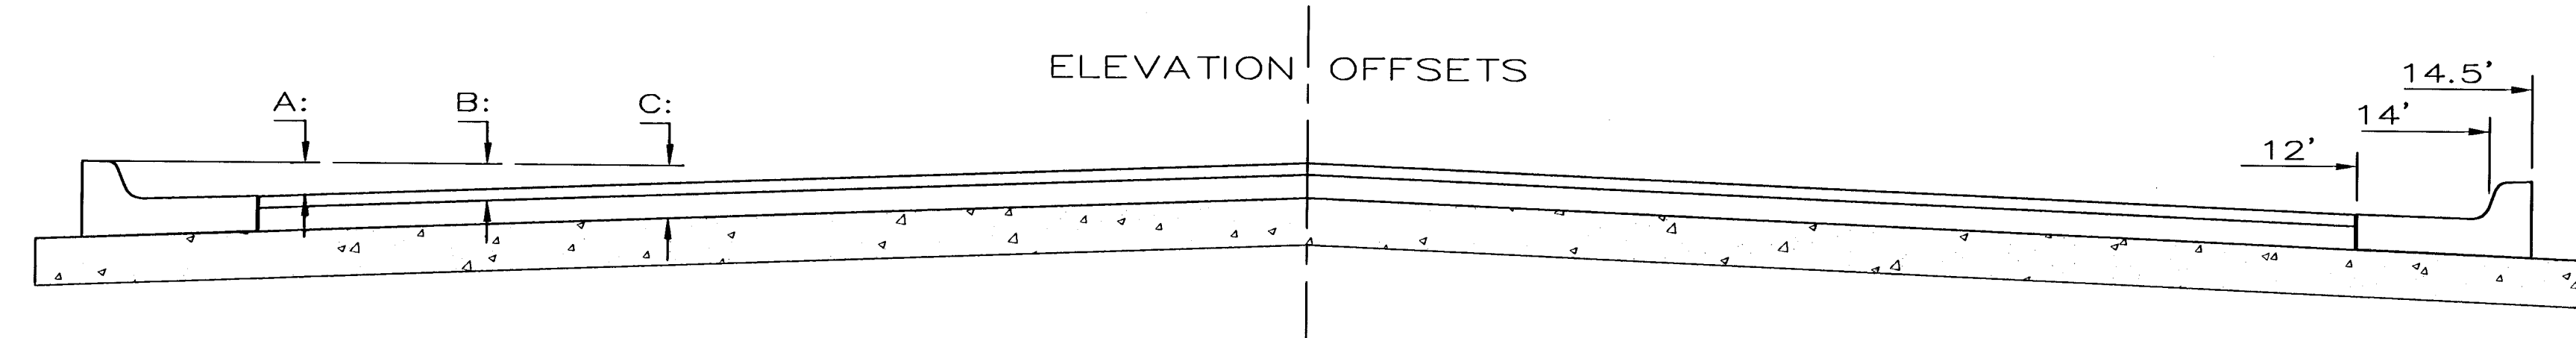 ELEVATION OFFSETS
14.5'
A:
B:
C:
14'
12'